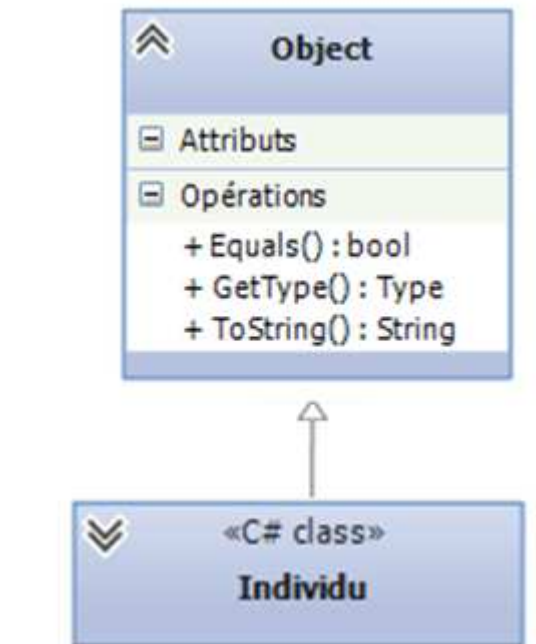 Object
Attributs
Opérations
+ Equals() : bool
+ GetType() : Type
+ ToString() : String
«C# class»
Individu